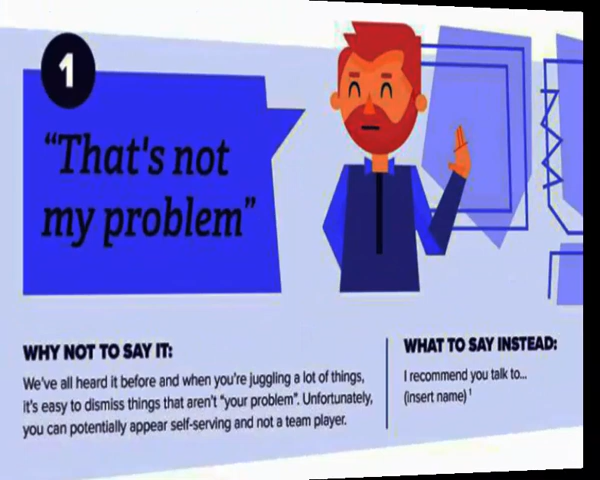 1
“That's not
my problem”
WHY NOT TO SAY IT:
We've all heard it before and when you're juggling a lot of things,
it's easy to dismiss things that aren't “your problem”. Unfortunately,
you can potentially appear self-serving and not a team player.
WHAT TO SAY INSTEAD:
I recommend you talk to...
(insert name) ¹